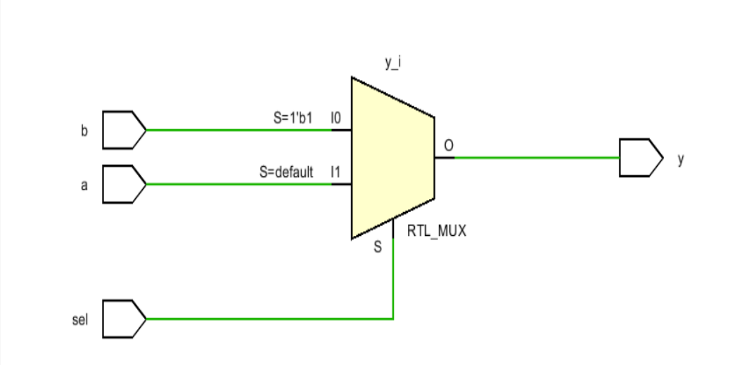 y_i
b S=1'b1 I0
O
y
a S=default I1
RTL_MUX
S
sel